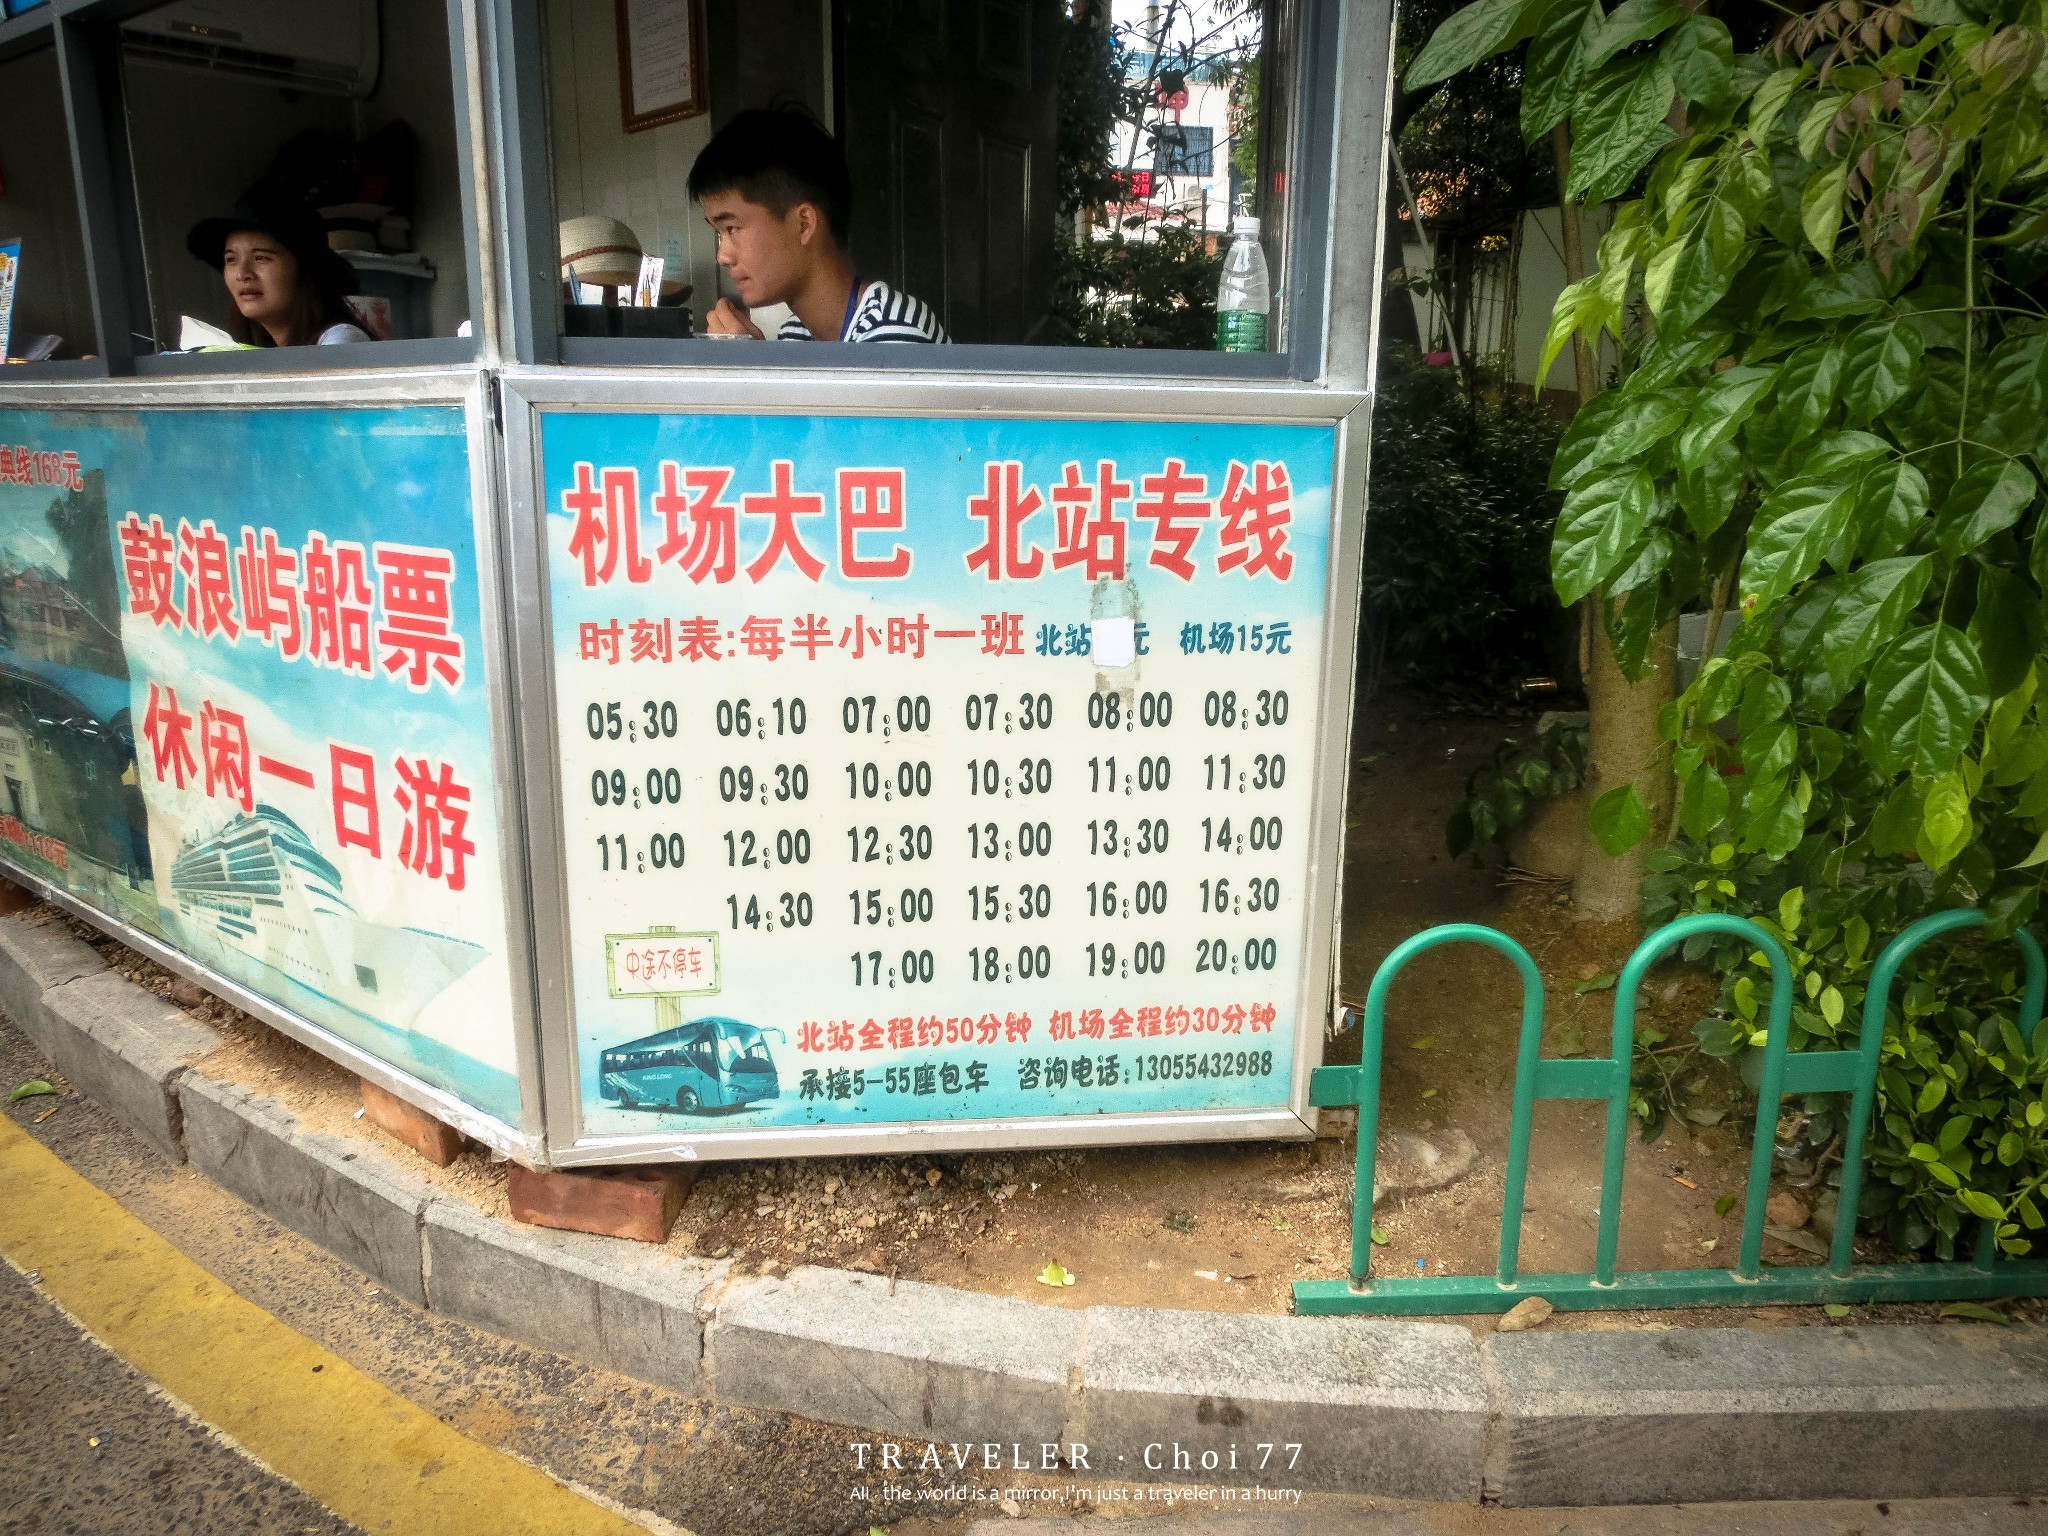 典线168元
鼓浪屿船票
休闲一日游
118元
机场大巴 北站专线
时刻表:每半小时一班 北站 元 机场15元
05:30 06:10 07:00 07:30 08:00 08:30
09:00 09:30 10:00 10:30 11:00 11:30
11:00 12:00 12:30 13:00 13:30 14:00
14:30 15:00 15:30 16:00 16:30
17:00 18:00 19:00 20:00
中途不停车
KING LONG
北站全程约50分钟 机场全程约30分钟
承接5-55座包车 咨询电话:13055432988
TRAVELER · Choi 77
All the world is a mirror,I'm just a traveler in a hurry